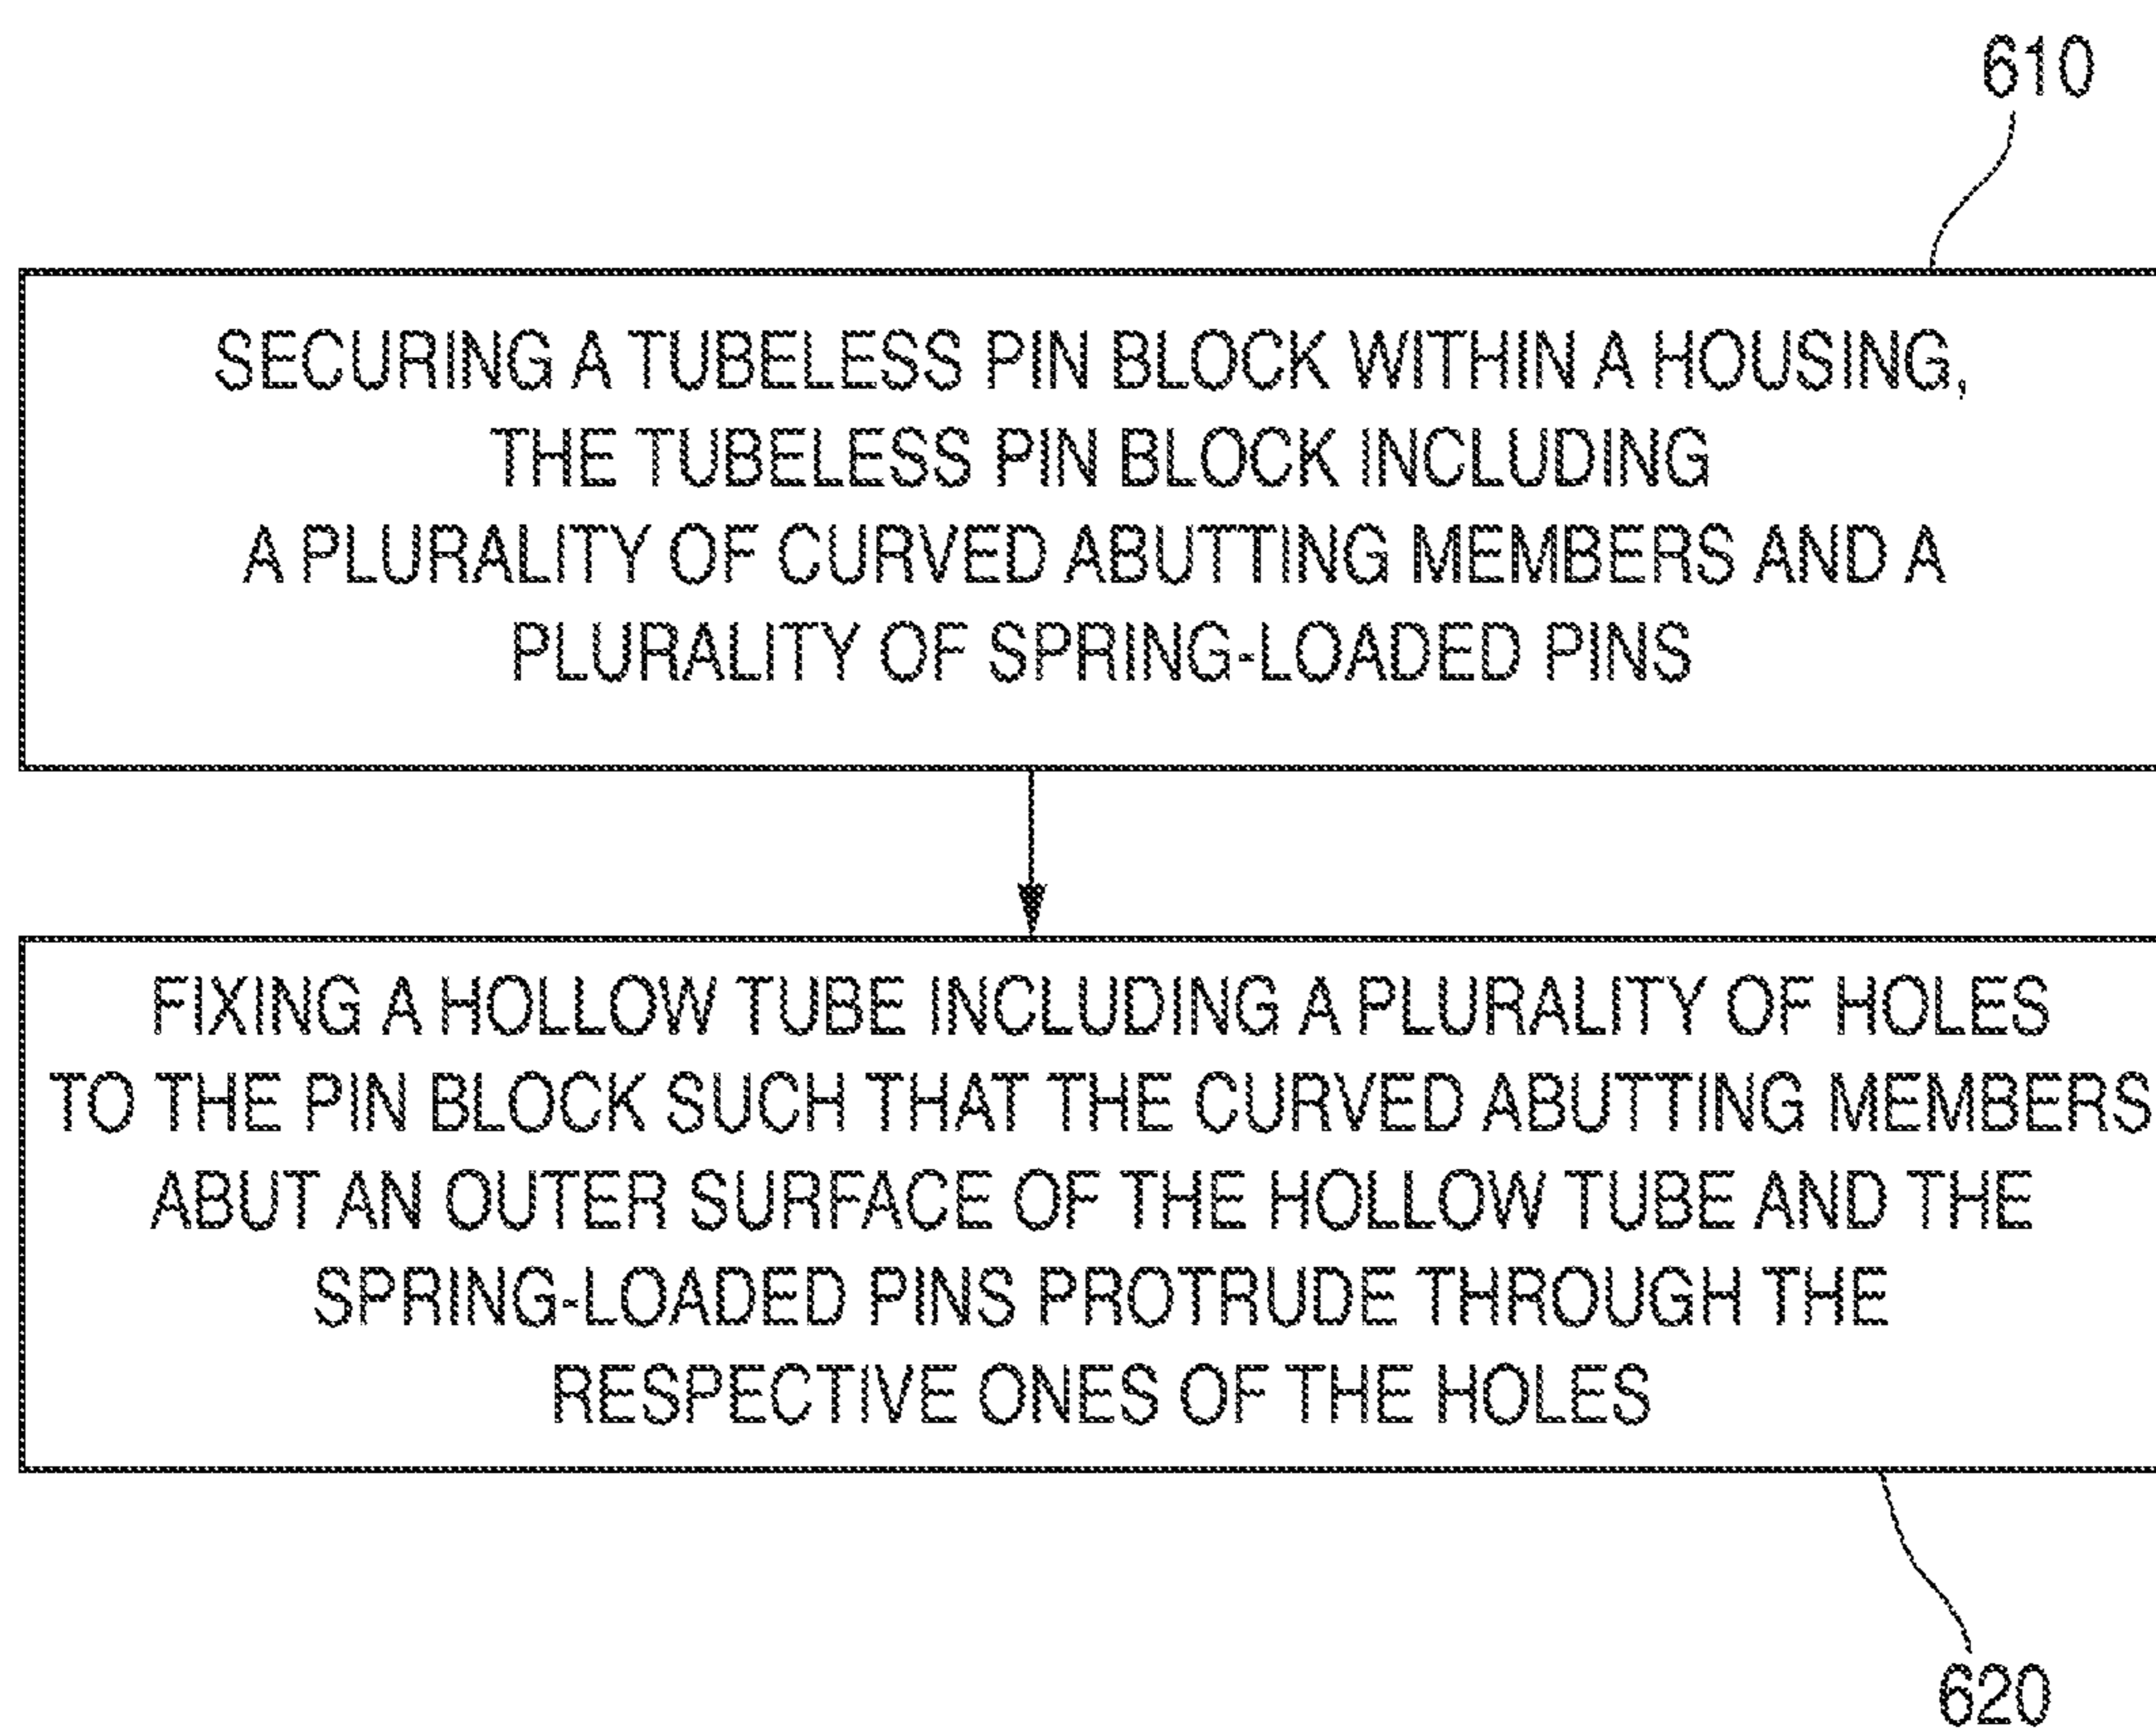 610
SECURING A TUBELESS PIN BLOCK WITHIN A HOUSING,
THE TUBELESS PIN BLOCK INCLUDING
A PLURALITY OF CURVED ABUTTING MEMBERS AND A
PLURALITY OF SPRING-LOADED PINS
FIXING A HOLLOW TUBE INCLUDING A PLURALITY OF HOLES
TO THE PIN BLOCK SUCH THAT THE CURVED ABUTTING MEMBERS
ABUT AN OUTER SURFACE OF THE HOLLOW TUBE AND THE
SPRING-LOADED PINS PROTRUDE THROUGH THE
RESPECTIVE ONES OF THE HOLES
620